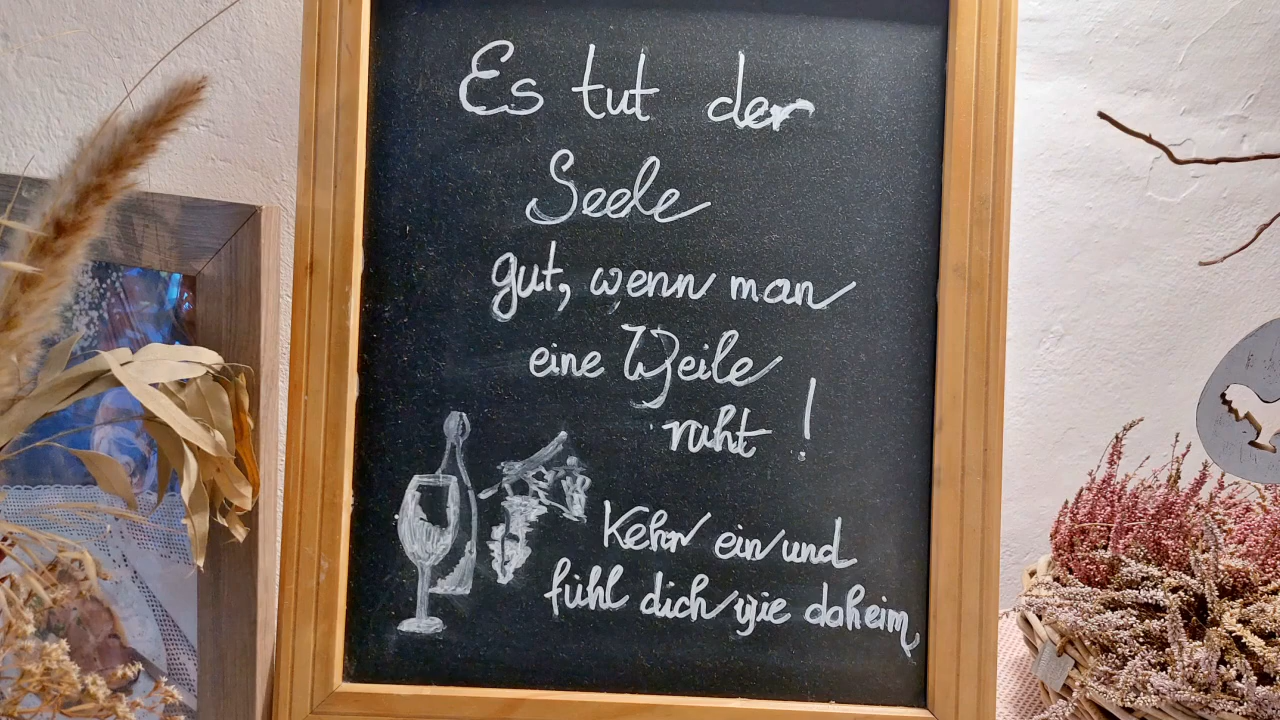 Es tut der
Seele
gut, wenn man
eine Weile
ruht!
Kehr ein und
fühl dich wie daheim